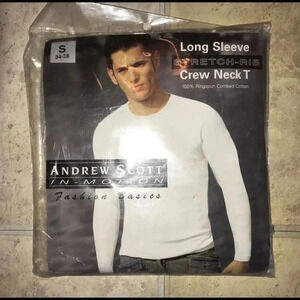 S
34-36
Long Sleeve
STRETCH-RIB
Crew Neck T
100% Ringspun Combed Cotton
ANDREW SCOTT
IN-MOTION
Fashion Basics